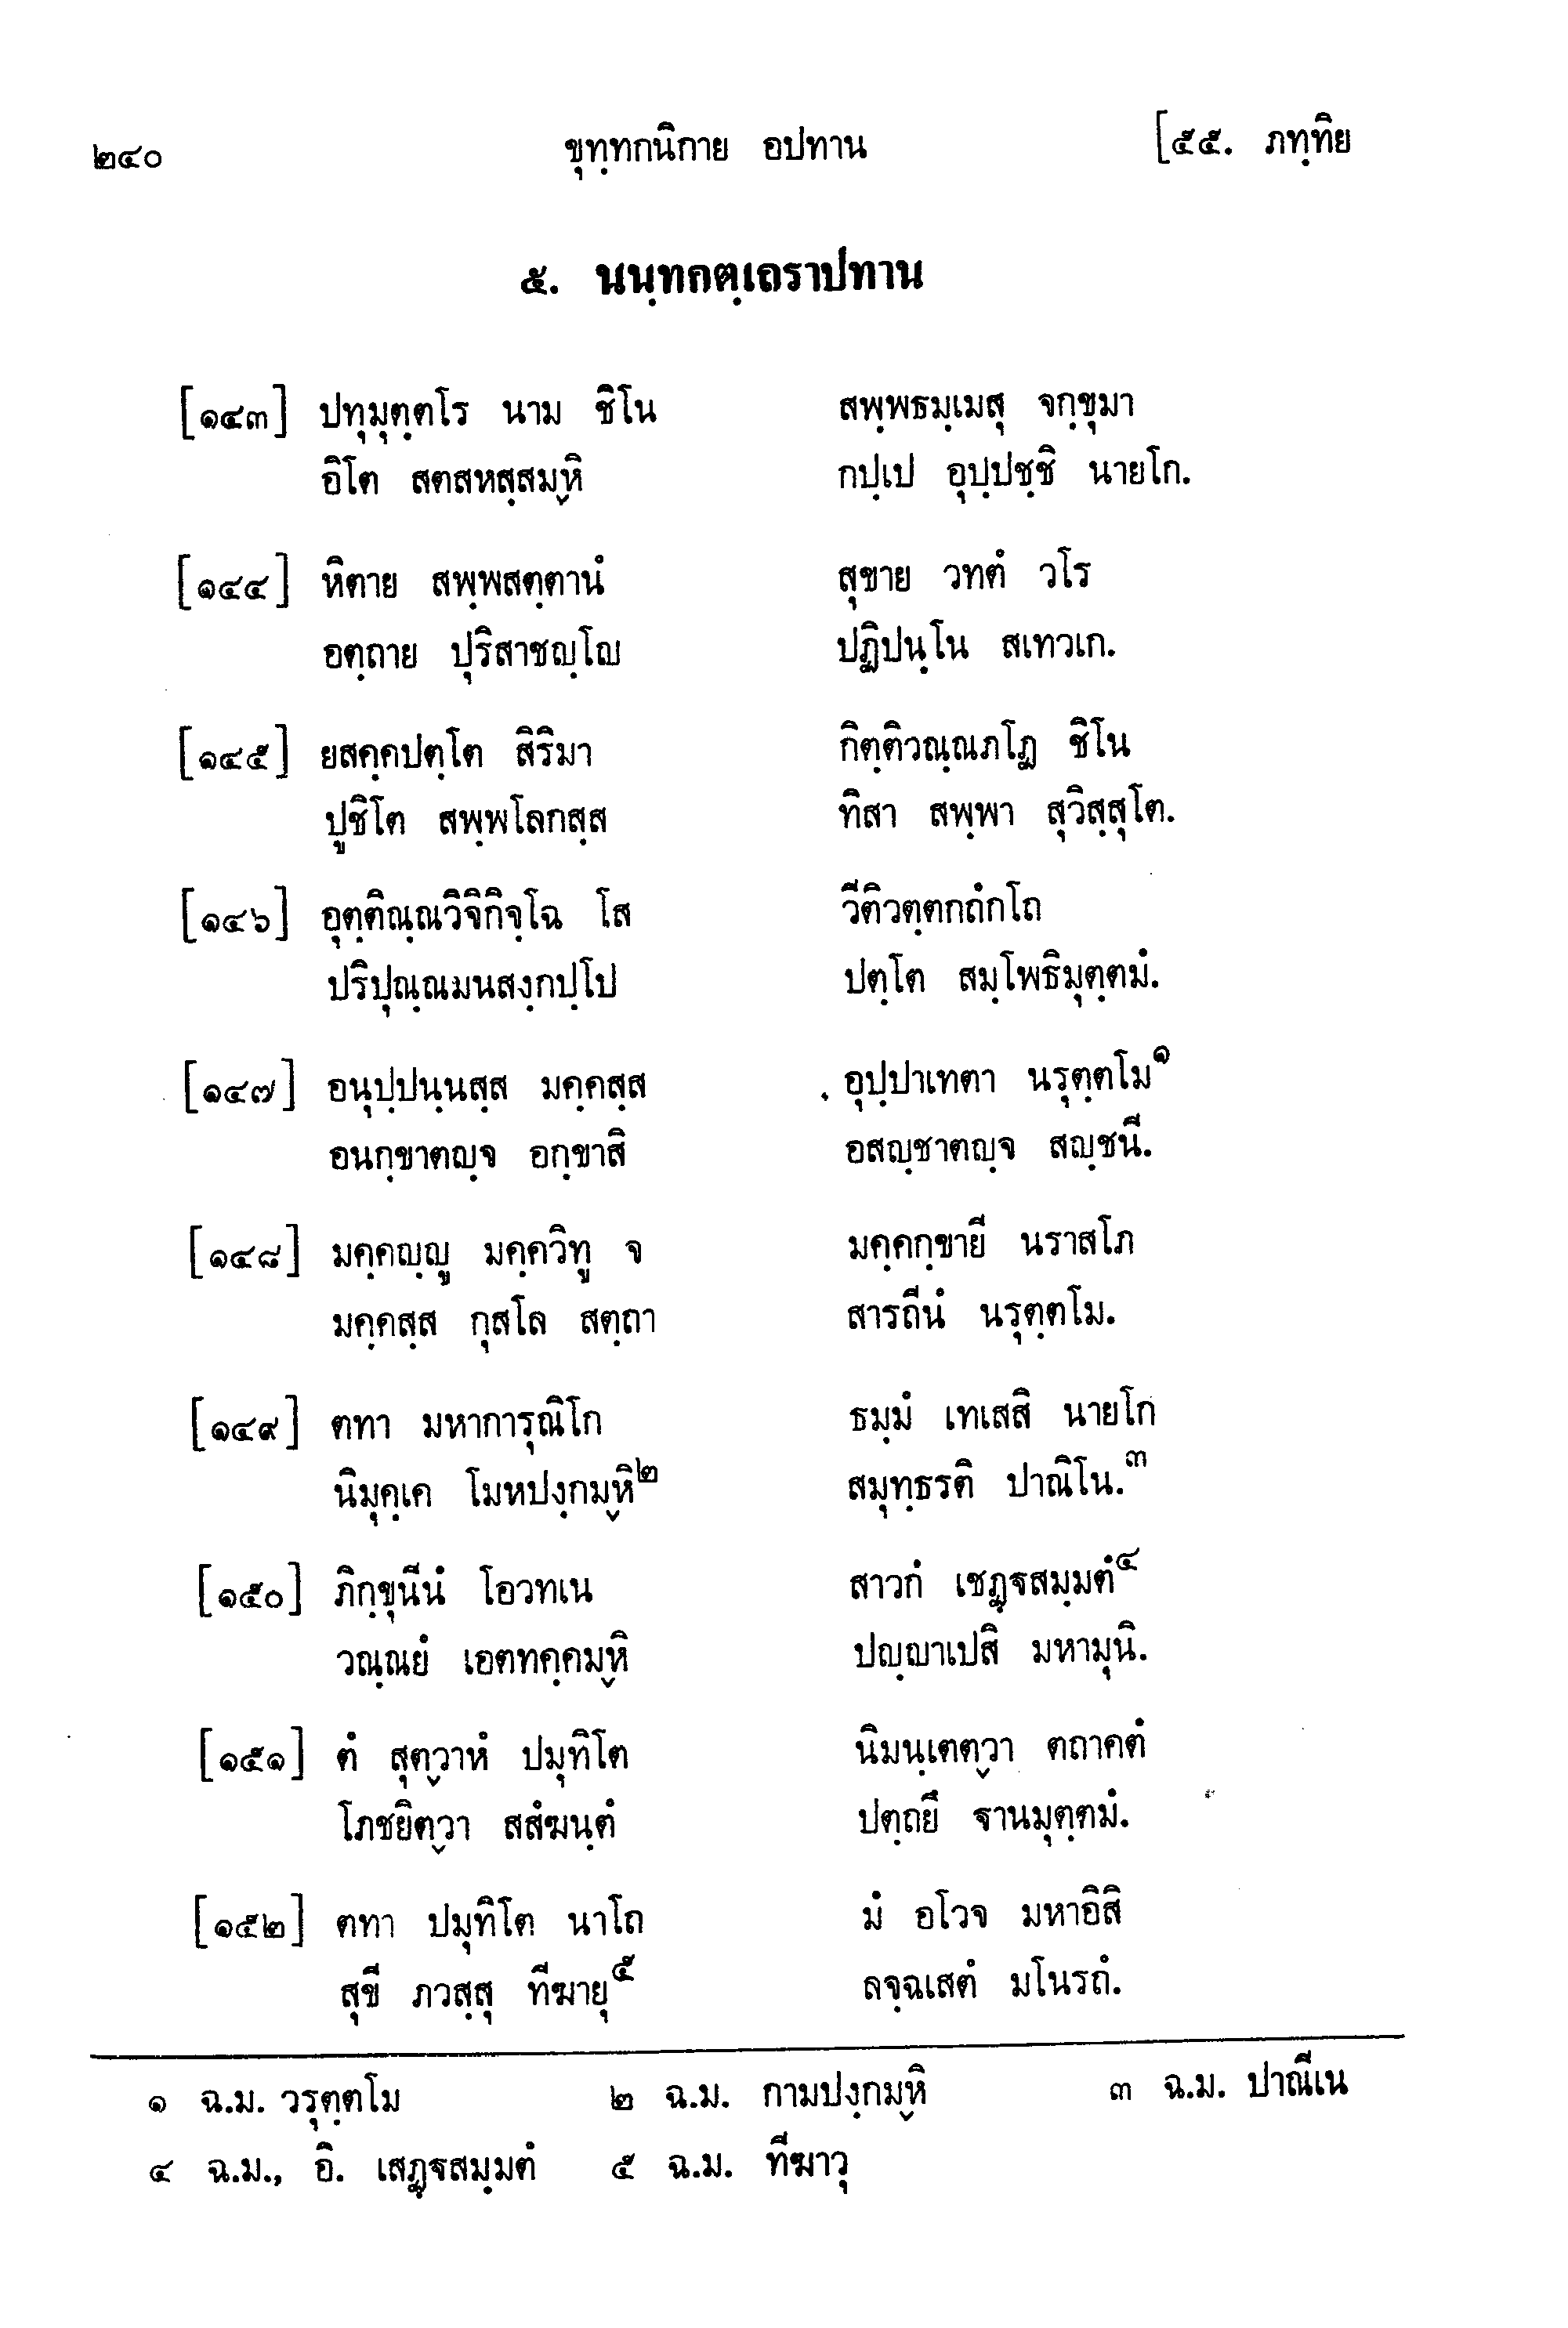 ๒๔๐ ขุทฺทกนิกาย อปทาน [๕๕. ภทฺทิย
๕. นนฺทกตฺเถราปทาน
[๑๔๓] ปทุมุตฺตโร นาม ชิโน สพฺพธมฺเมสุ จกฺขุมา
อิโต สตสหสฺสมฺหิ กปฺเป อุปฺปชฺชิ นายโก.
[๑๔๔] หิตาย สพฺพสตฺตานํ สุขาย วทตํ วโร
อตฺถาย ปุริสาชญฺโญ ปฏิปนฺโน สเทวเก.
[๑๔๕] ยสคฺคปตฺโต สิริมา กิตฺติวณฺณภโฏ ชิโน
ปูชิโต สพฺพโลกสฺส ทิสา สพฺพา สุวิสฺสุโต.
[๑๔๖] อุตฺติณฺณวิจิกิจฺโฉ โส วีติวตฺตกถํกโถ
ปริปุณฺณมนสงฺกปฺโป ปตฺโต สมฺโพธิมุตฺตมํ.
[๑๔๗] อนุปฺปนฺนสฺส มคฺคสฺส อุปฺปาเทตา นรุตฺตโม๑
อนกฺขาตญฺจ อกฺขาสิ อสญฺชาตญฺจ สญฺชนี.
[๑๔๘] มคฺคญฺญู มคฺควิทู จ มคฺคกฺขายี นราสโภ
มคฺคสฺส กุสโล สตฺถา สารถีนํ นรุตฺตโม.
[๑๔๙] ตทา มหาการุณิโก ธมฺมํ เทเสสิ นายโก
นิมุคฺเค โมหปงฺกมฺหิ๒ สมุทฺธรติ ปาณิโน.๓
[๑๕๐] ภิกฺขุนีนํ โอวทเน สาวกํ เชฏฺฐสมฺมตํ๔
วณฺณยํ เอตทคฺคมฺหิ ปญฺญาเปสิ มหามุนิ.
[๑๕๑] ตํ สุตฺวาหํ ปมุทิโต นิมนฺเตตฺวา ตถาคตํ
โภชยิตฺวา สสํฆนฺตํ ปตฺถยึ ฐานมุตฺตมํ.
[๑๕๒] ตทา ปมุทิโต นาโถ มํ อโวจ มหาอิสิ
สุขี ภวสฺสุ ทีฆายุ๕ ลจฺฉเสตํ มโนรถํ.
๑ ฉ.ม. วรุตฺตโม ๒ ฉ.ม. กามปงฺกมฺหิ ๓ ฉ.ม. ปาณีเน
๔ ฉ.ม., อิ. เสฏฺฐสมฺมตํ ๕ ฉ.ม. ทีฆาวุ